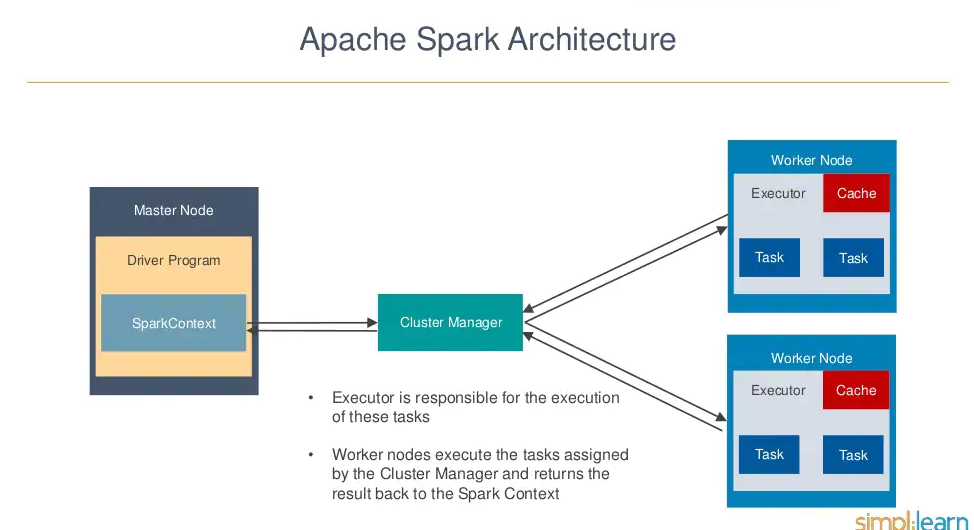 Apache Spark Architecture
Master Node
Driver Program
SparkContext
Cluster Manager
Worker Node
Executor
Cache
Task
Task
Worker Node
Executor
Cache
Task
Task
• Executor is responsible for the execution
of these tasks
• Worker nodes execute the tasks assigned
by the Cluster Manager and returns the
result back to the Spark Context
simpl;learn